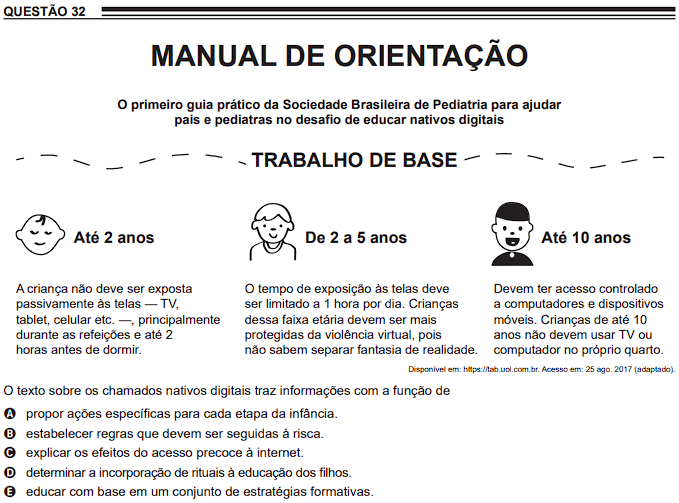 QUESTÃO 32
MANUAL DE ORIENTAÇÃO
O primeiro guia prático da Sociedade Brasileira de Pediatria para ajudar
pais e pediatras no desafio de educar nativos digitais
TRABALHO DE BASE
Até 2 anos
A criança não deve ser exposta
passivamente às telas — TV,
tablet, celular etc. —, principalmente
durante as refeições e até 2
horas antes de dormir.
De 2 a 5 anos
O tempo de exposição às telas deve
ser limitado a 1 hora por dia. Crianças
dessa faixa etária devem ser mais
protegidas da violência virtual, pois
não sabem separar fantasia de realidade.
Até 10 anos
Devem ter acesso controlado
a computadores e dispositivos
móveis. Crianças de até 10
anos não devem usar TV ou
computador no próprio quarto.
Disponível em: https://tab.uol.com.br. Acesso em: 25 ago. 2017 (adaptado).
O texto sobre os chamados nativos digitais traz informações com a função de
A propor ações específicas para cada etapa da infância.
B estabelecer regras que devem ser seguidas à risca.
C explicar os efeitos do acesso precoce à internet.
D determinar a incorporação de rituais à educação dos filhos.
E educar com base em um conjunto de estratégias formativas.